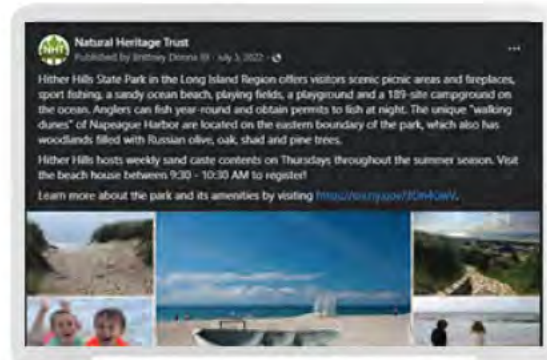 NHT
Natural Heritage Trust
Published by Brittney Donna · July 5, 2022 ·
Hither Hills State Park in the Long Island Region offers visitors scenic picnic areas and fireplaces,
sport fishing, a sandy ocean beach, playing fields, a playground and a 189-site campground on
the ocean. Anglers can fish year-round and obtain permits to fish at night. The unique "walking
dunes" of Napeague Harbor are located on the eastern boundary of the park, which also has
woodlands filled with Russian olive, oak, shad and pine trees.
Hither Hills hosts weekly sand caste contents on Thursdays throughout the summer season. Visit
the beach house between 9:30 - 10:30 AM to register!
Learn more about the park and its amenities by visiting